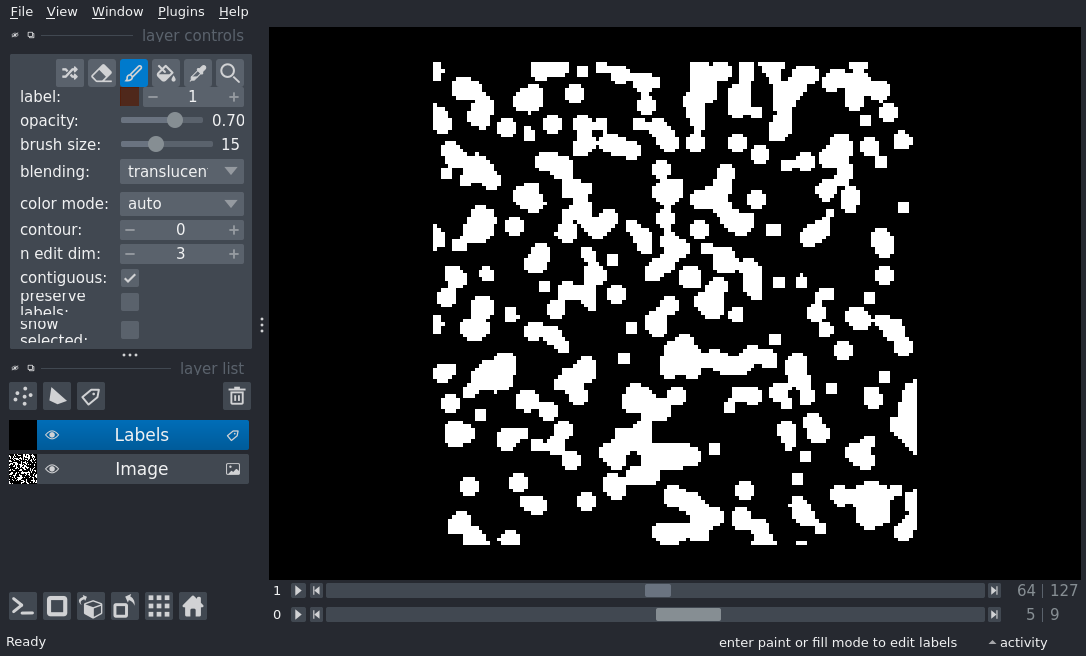 File View Window Plugins Help
layer controls
label: 1
opacity: 0.70
brush size: 15
blending: translucen
color mode: auto
contour: 0
n edit dim: 3
contiguous:
preserve
labels:
show
selected:
layer list
Labels
Image
1 64 127
0 5 9
Ready enter paint or fill mode to edit labels activity